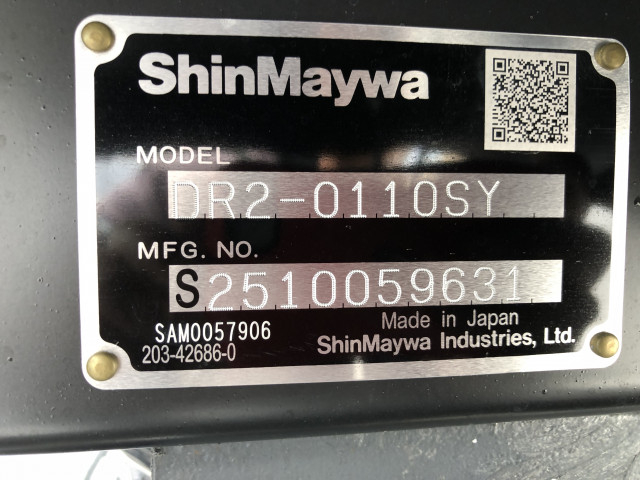 ShinMaywa
MODEL
DR2-0110SY
MFG. NO.
S2510059631
SAM0057906
203-42686-0
Made in Japan
ShinMaywa Industries, Ltd.